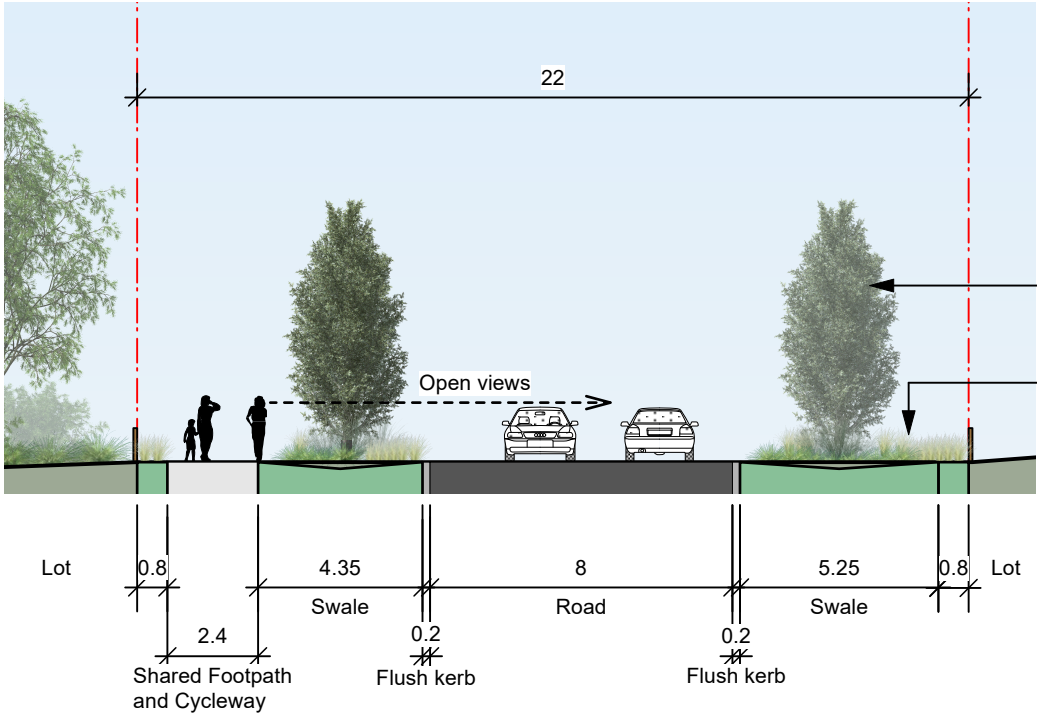 22
Open views
Lot
0.8
4.35
8
5.25
0.8
Lot
Swale
Road
Swale
2.4
0.2
0.2
Shared Footpath
and Cycleway
Flush kerb
Flush kerb